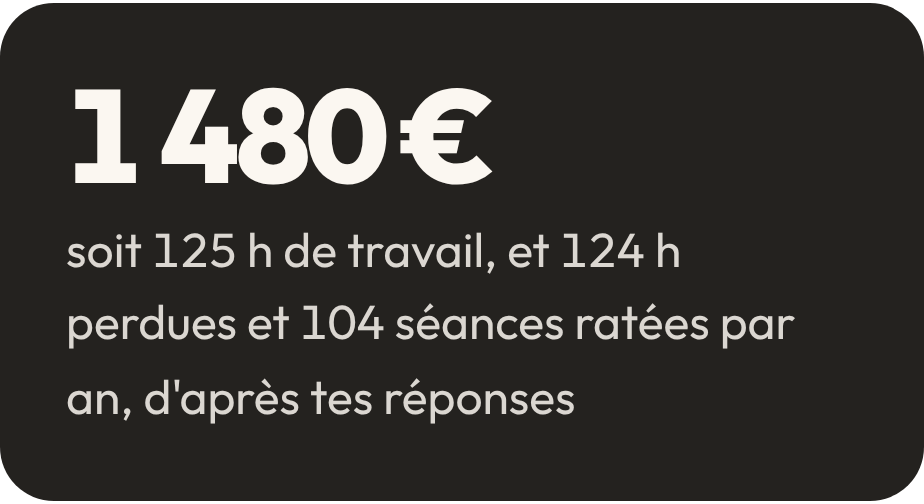 1 480 €
soit 125 h de travail, et 124 h
perdues et 104 séances ratées par
an, d'après tes réponses